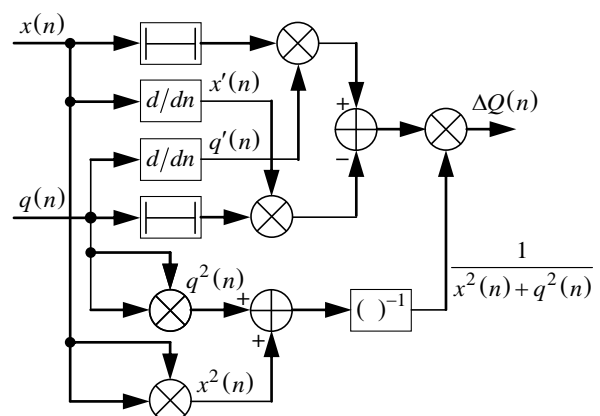 x(n)
d/dn
x′(n)
d/dn
q′(n)
q(n)
+
−
ΔQ(n)
q²(n)
+
+
( )⁻¹
1
x²(n) + q²(n)
x²(n)